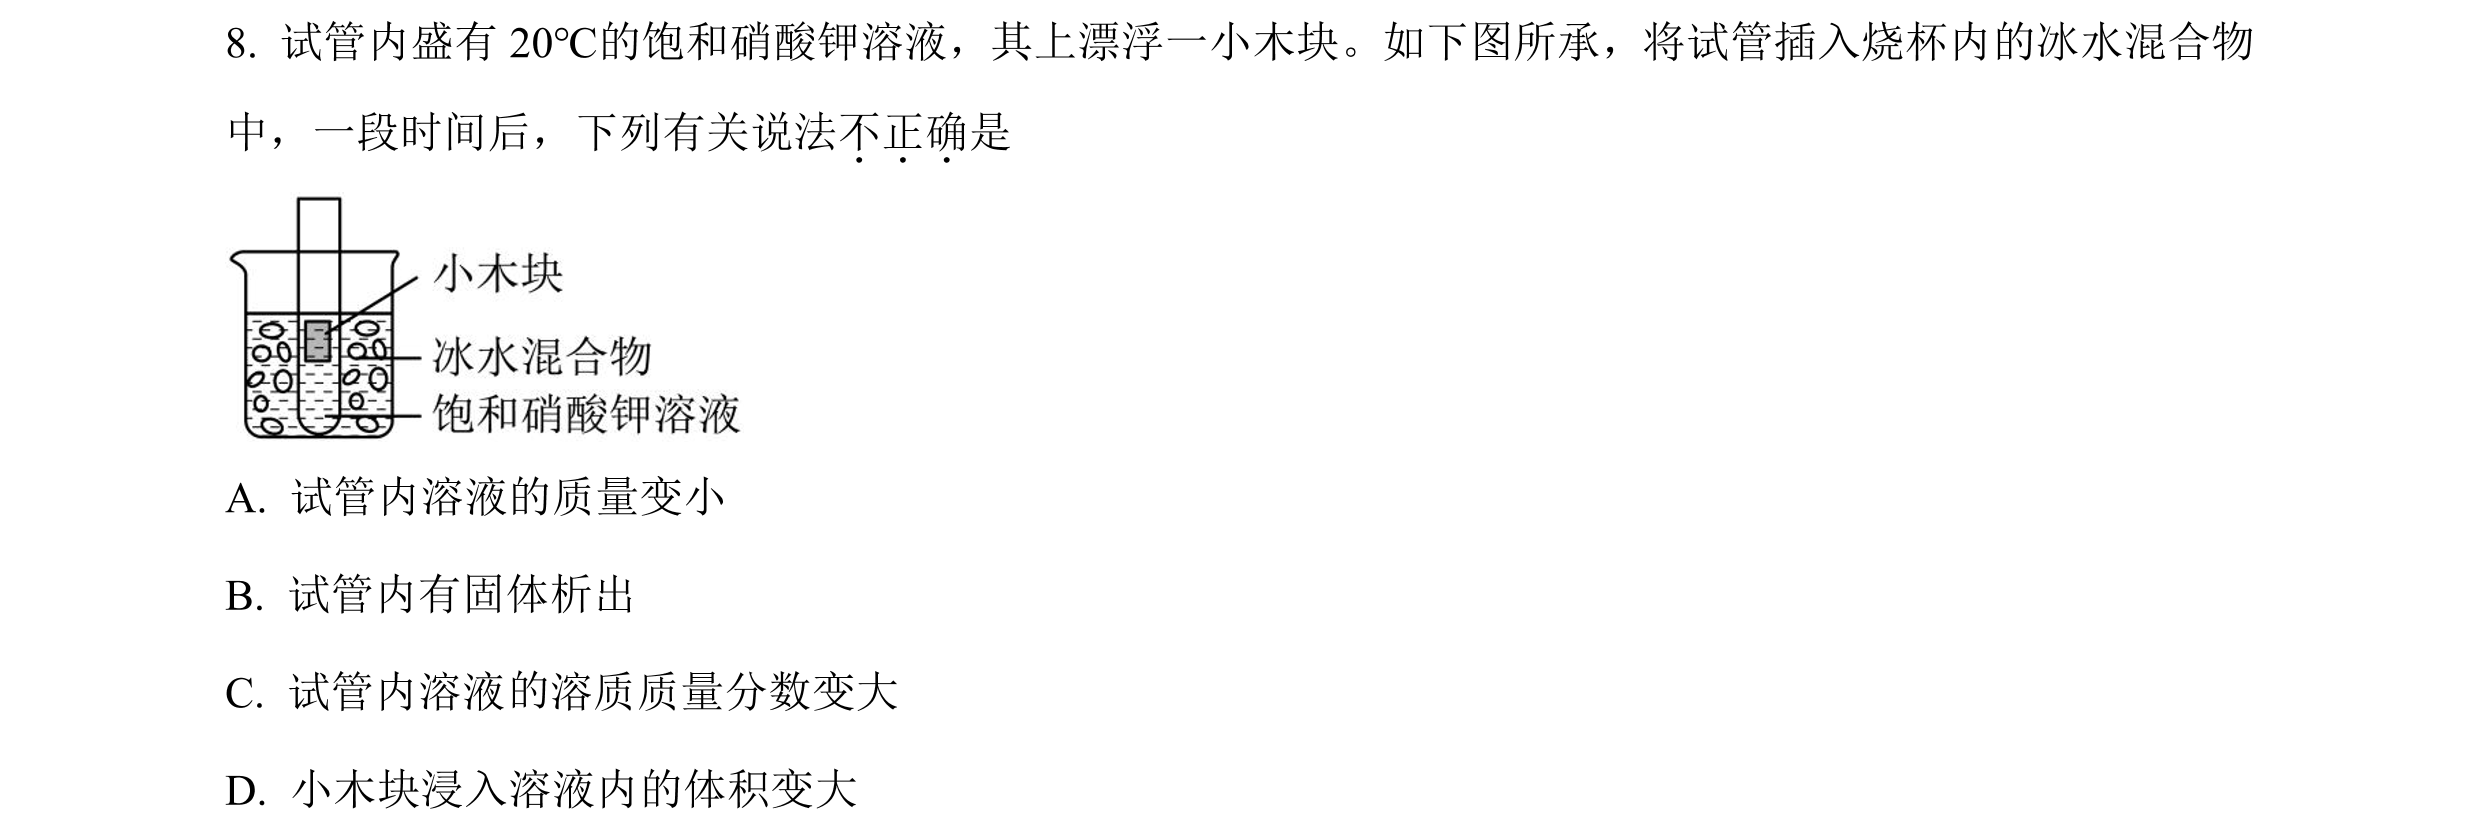 8. 试管内盛有 20℃的饱和硝酸钾溶液，其上漂浮一小木块。如下图所承，将试管插入烧杯内的冰水混合物
中，一段时间后，下列有关说法不正确是
小木块
冰水混合物
饱和硝酸钾溶液
A. 试管内溶液的质量变小
B. 试管内有固体析出
C. 试管内溶液的溶质质量分数变大
D. 小木块浸入溶液内的体积变大